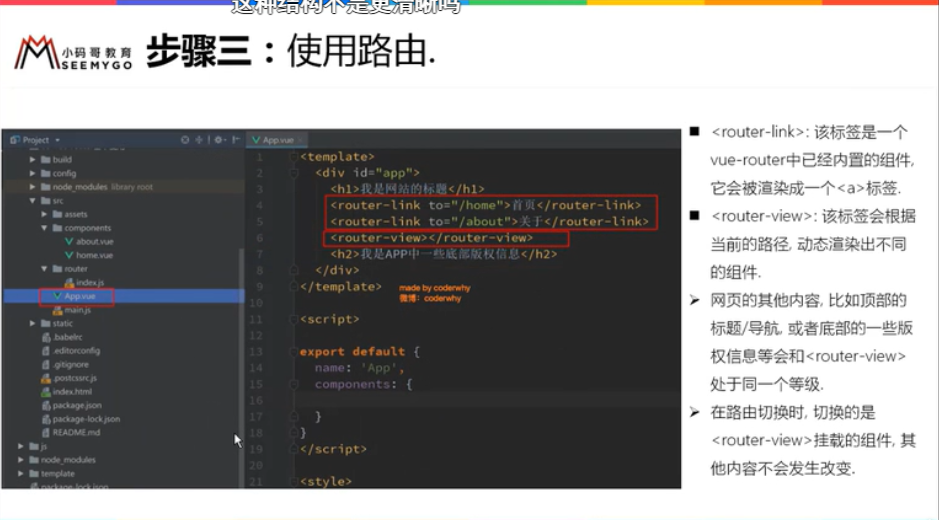 这种结构不是更清晰吗
小码哥教育
SEEMYGO
步骤三：使用路由.
Project
build
config
node_modules library root
src
assets
components
about.vue
home.vue
router
index.js
App.vue
main.js
static
.babelrc
.editorconfig
.gitignore
.postcssrc.js
index.html
package.json
package-lock.json
README.md
js
node_modules
template
package-lock.json
App.vue
1 <template>
2 <div id="app">
3 <h1>我是网站的标题</h1>
4 <router-link to="/home">首页</router-link>
5 <router-link to="/about">关于</router-link>
6 <router-view></router-view>
7 <h2>我是APP中一些底部版权信息</h2>
8 </div>
9 </template>
10
11 <script>
12
13 export default {
14 name: 'App',
15 components: {
16
17 }
18 }
19 </script>
20
21 <style>
made by coderwhy
微博：coderwhy
■ <router-link>: 该标签是一个
vue-router中已经内置的组件,
它会被渲染成一个<a>标签.
■ <router-view>: 该标签会根据
当前的路径, 动态渲染出不同
的组件.
➢ 网页的其他内容, 比如顶部的
标题/导航, 或者底部的一些版
权信息等会和<router-view>
处于同一个等级.
➢ 在路由切换时, 切换的是
<router-view>挂载的组件, 其
他内容不会发生改变.